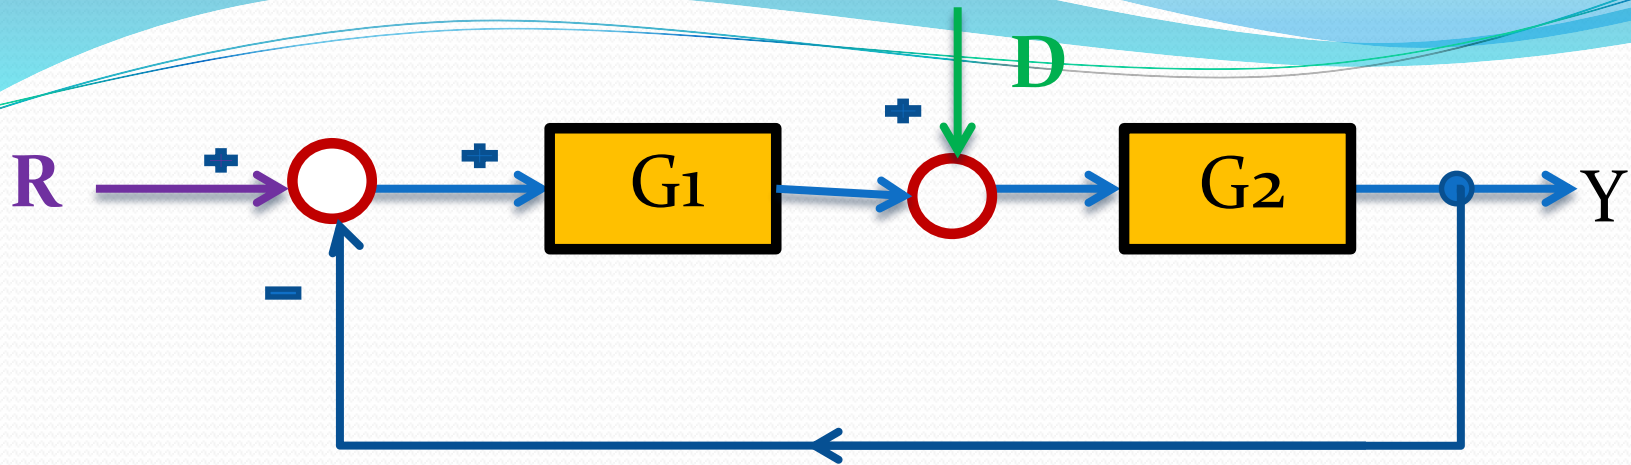 D
R + + G1 + G2 Y
−